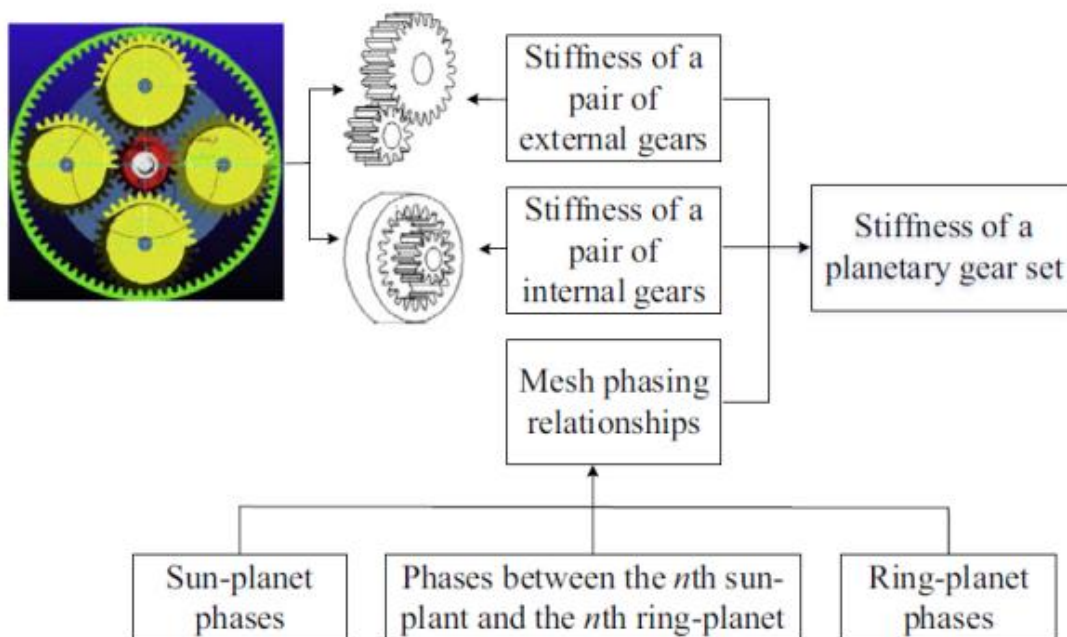 Stiffness of a
pair of
external gears
Stiffness of a
pair of
internal gears
Stiffness of a
planetary gear set
Mesh phasing
relationships
Sun-planet
phases
Phases between the nth sun-
plant and the nth ring-planet
Ring-planet
phases